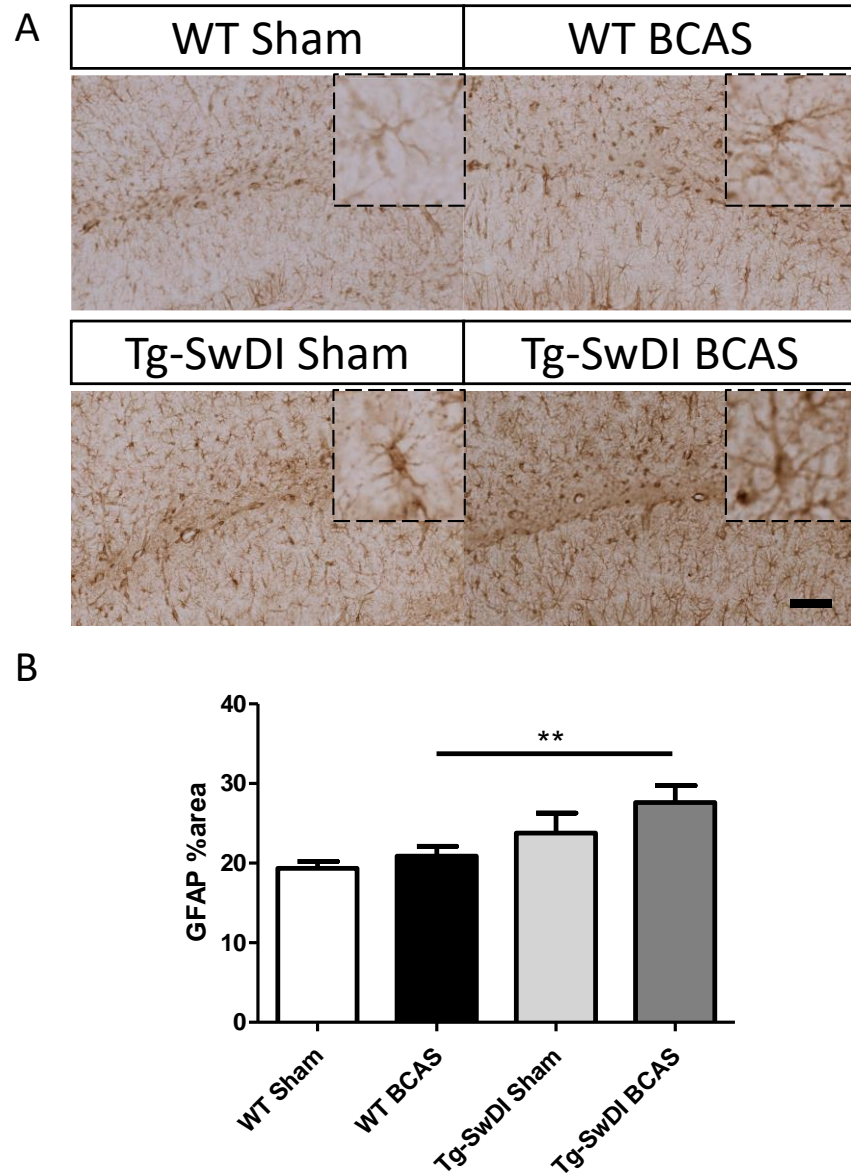 A
WT Sham
WT BCAS
Tg-SwDI Sham
Tg-SwDI BCAS
B
40
30
20
10
0
GFAP %area
**
WT Sham
WT BCAS
Tg-SwDI Sham
Tg-SwDI BCAS